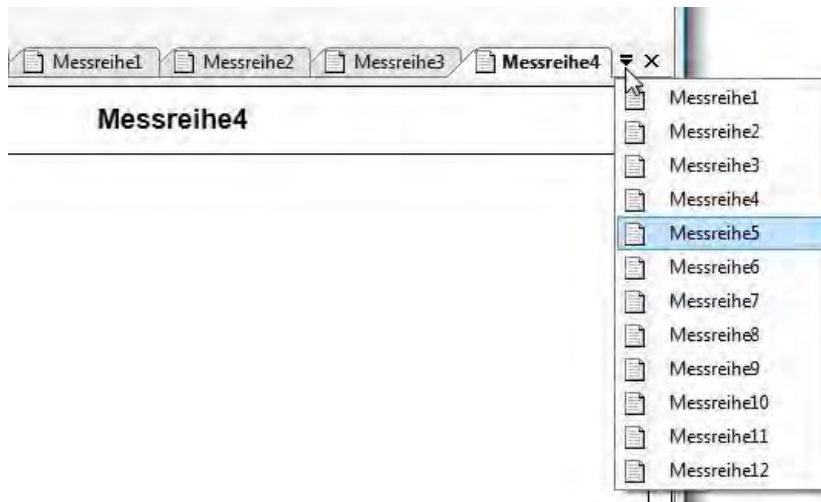 Messreihe1 Messreihe2 Messreihe3 Messreihe4
Messreihe4
Messreihe1
Messreihe2
Messreihe3
Messreihe4
Messreihe5
Messreihe6
Messreihe7
Messreihe8
Messreihe9
Messreihe10
Messreihe11
Messreihe12